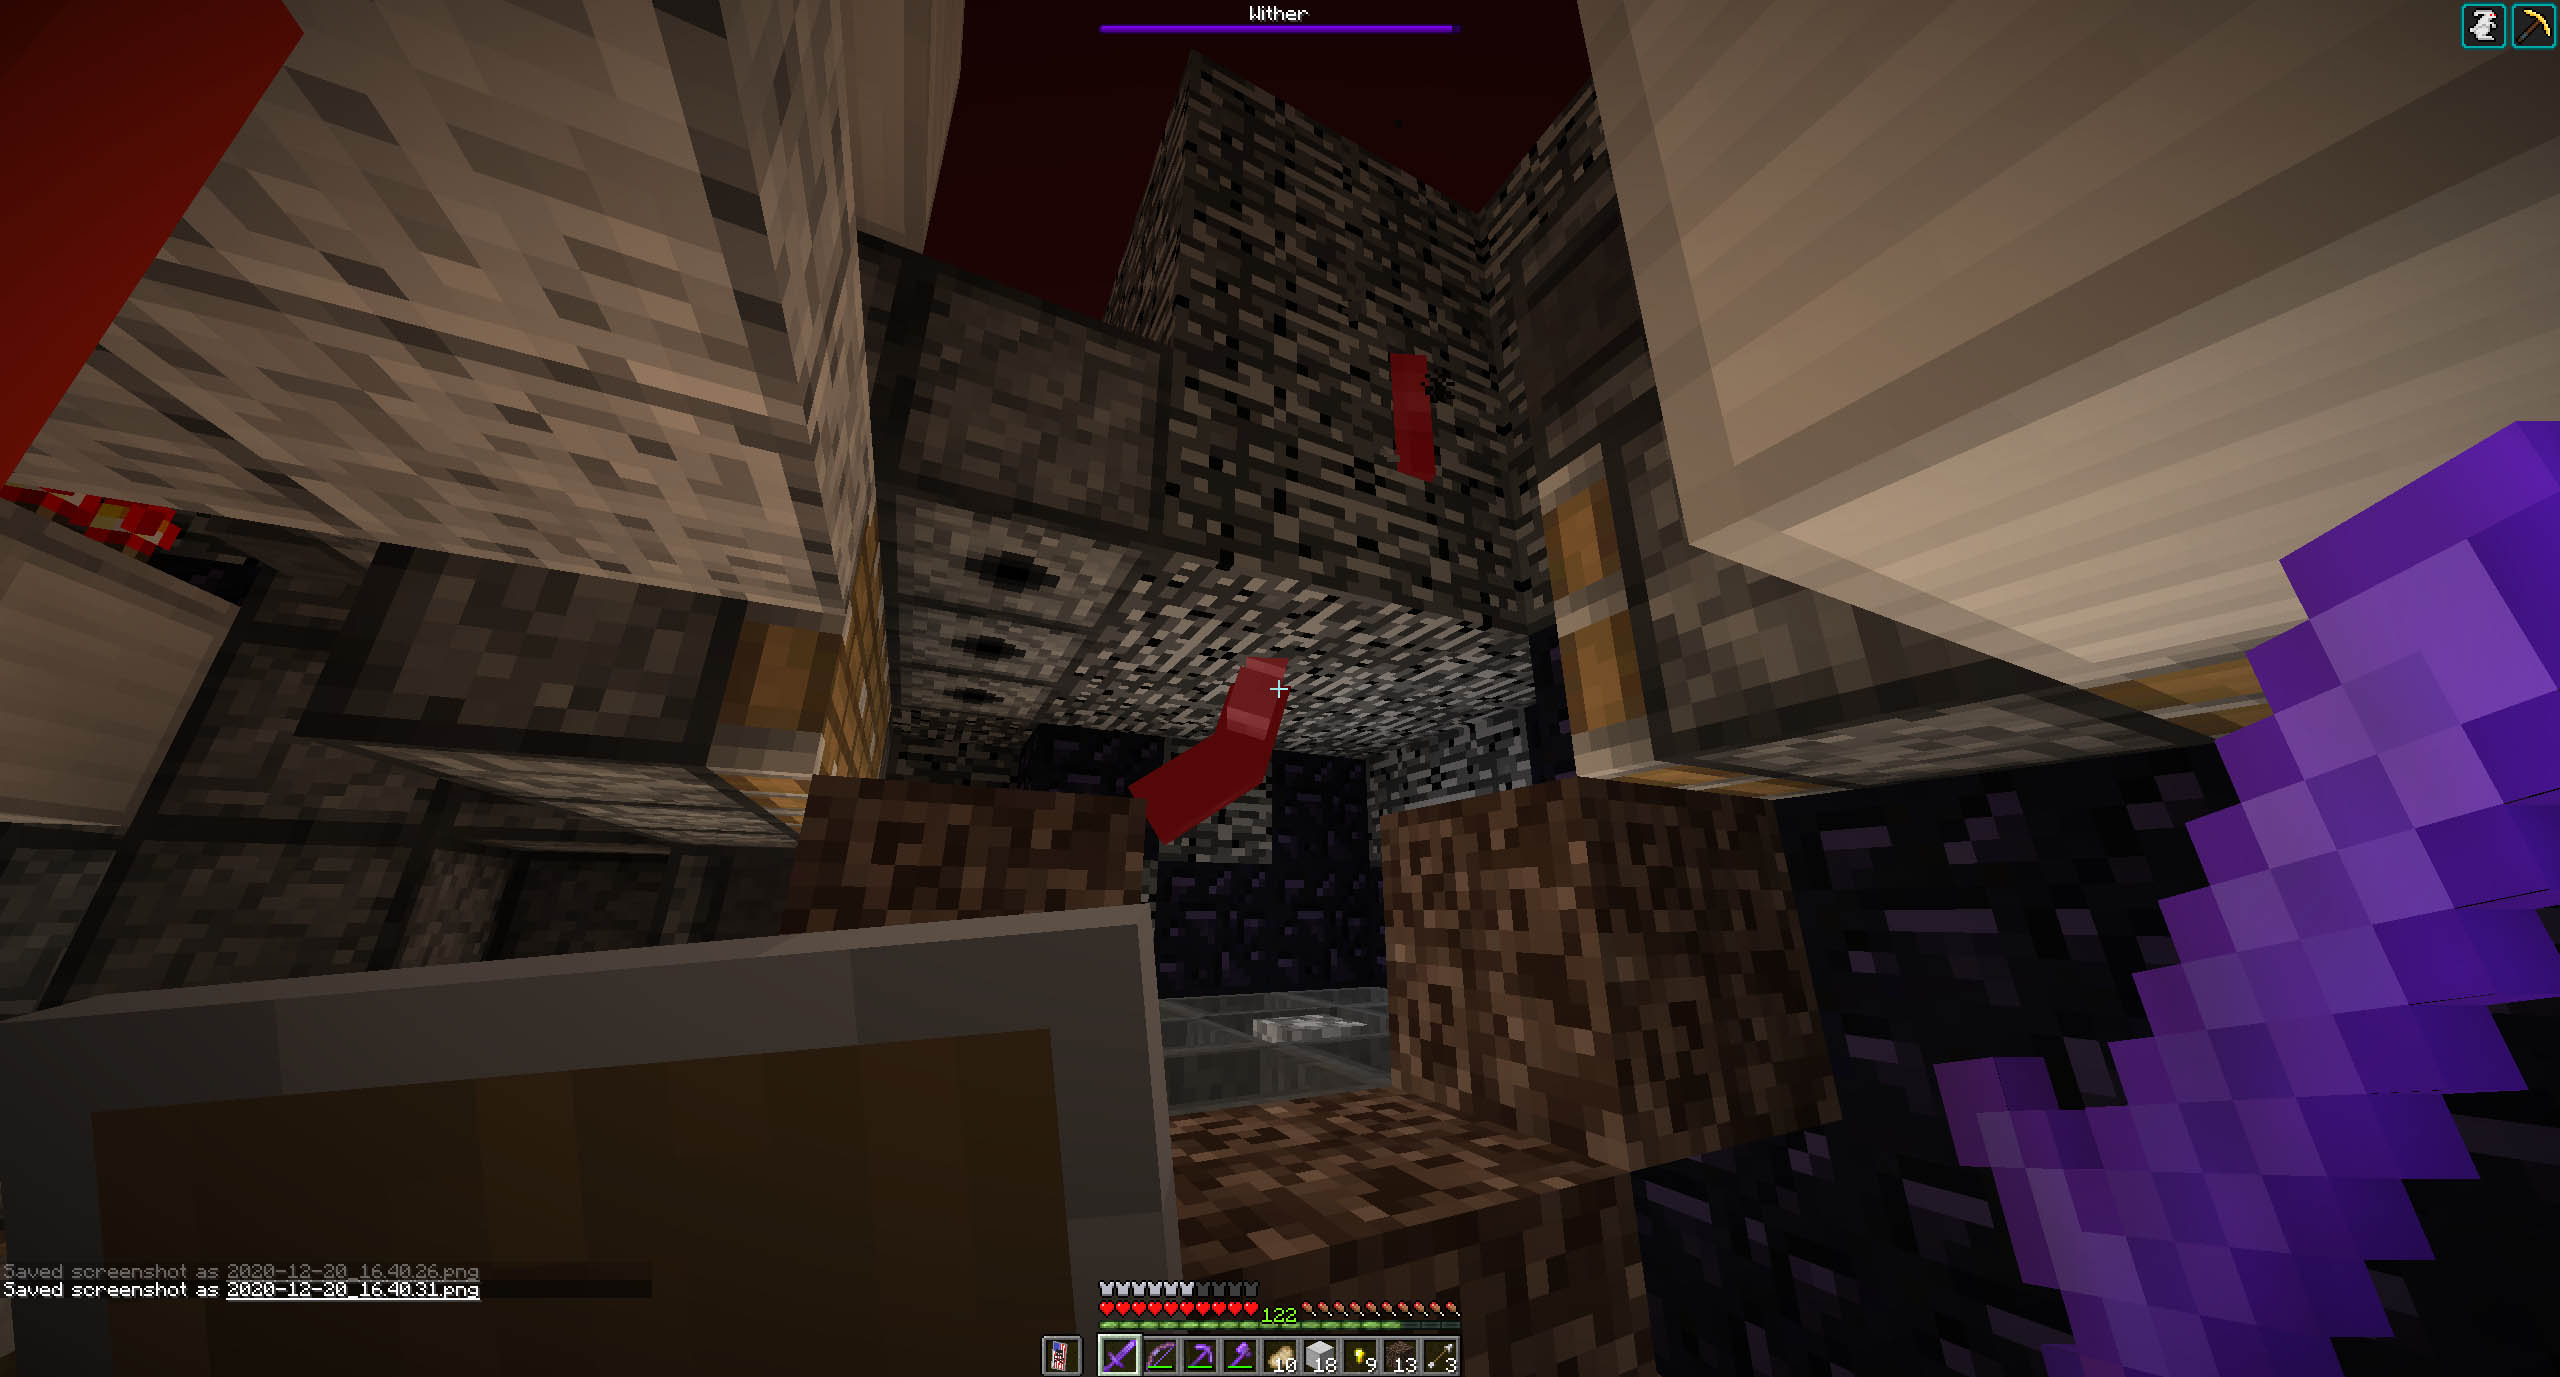 Wither
Saved screenshot as 2020-12-20_16.40.26.png
Saved screenshot as 2020-12-20_16.40.31.png
122
10 18 9 13 3